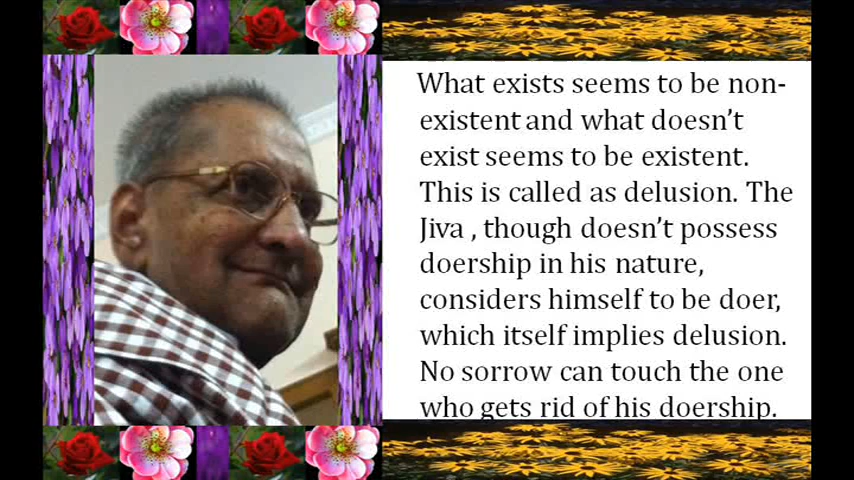 What exists seems to be non-
existent and what doesn’t
exist seems to be existent.
This is called as delusion. The
Jiva , though doesn’t possess
doership in his nature,
considers himself to be doer,
which itself implies delusion.
No sorrow can touch the one
who gets rid of his doership.